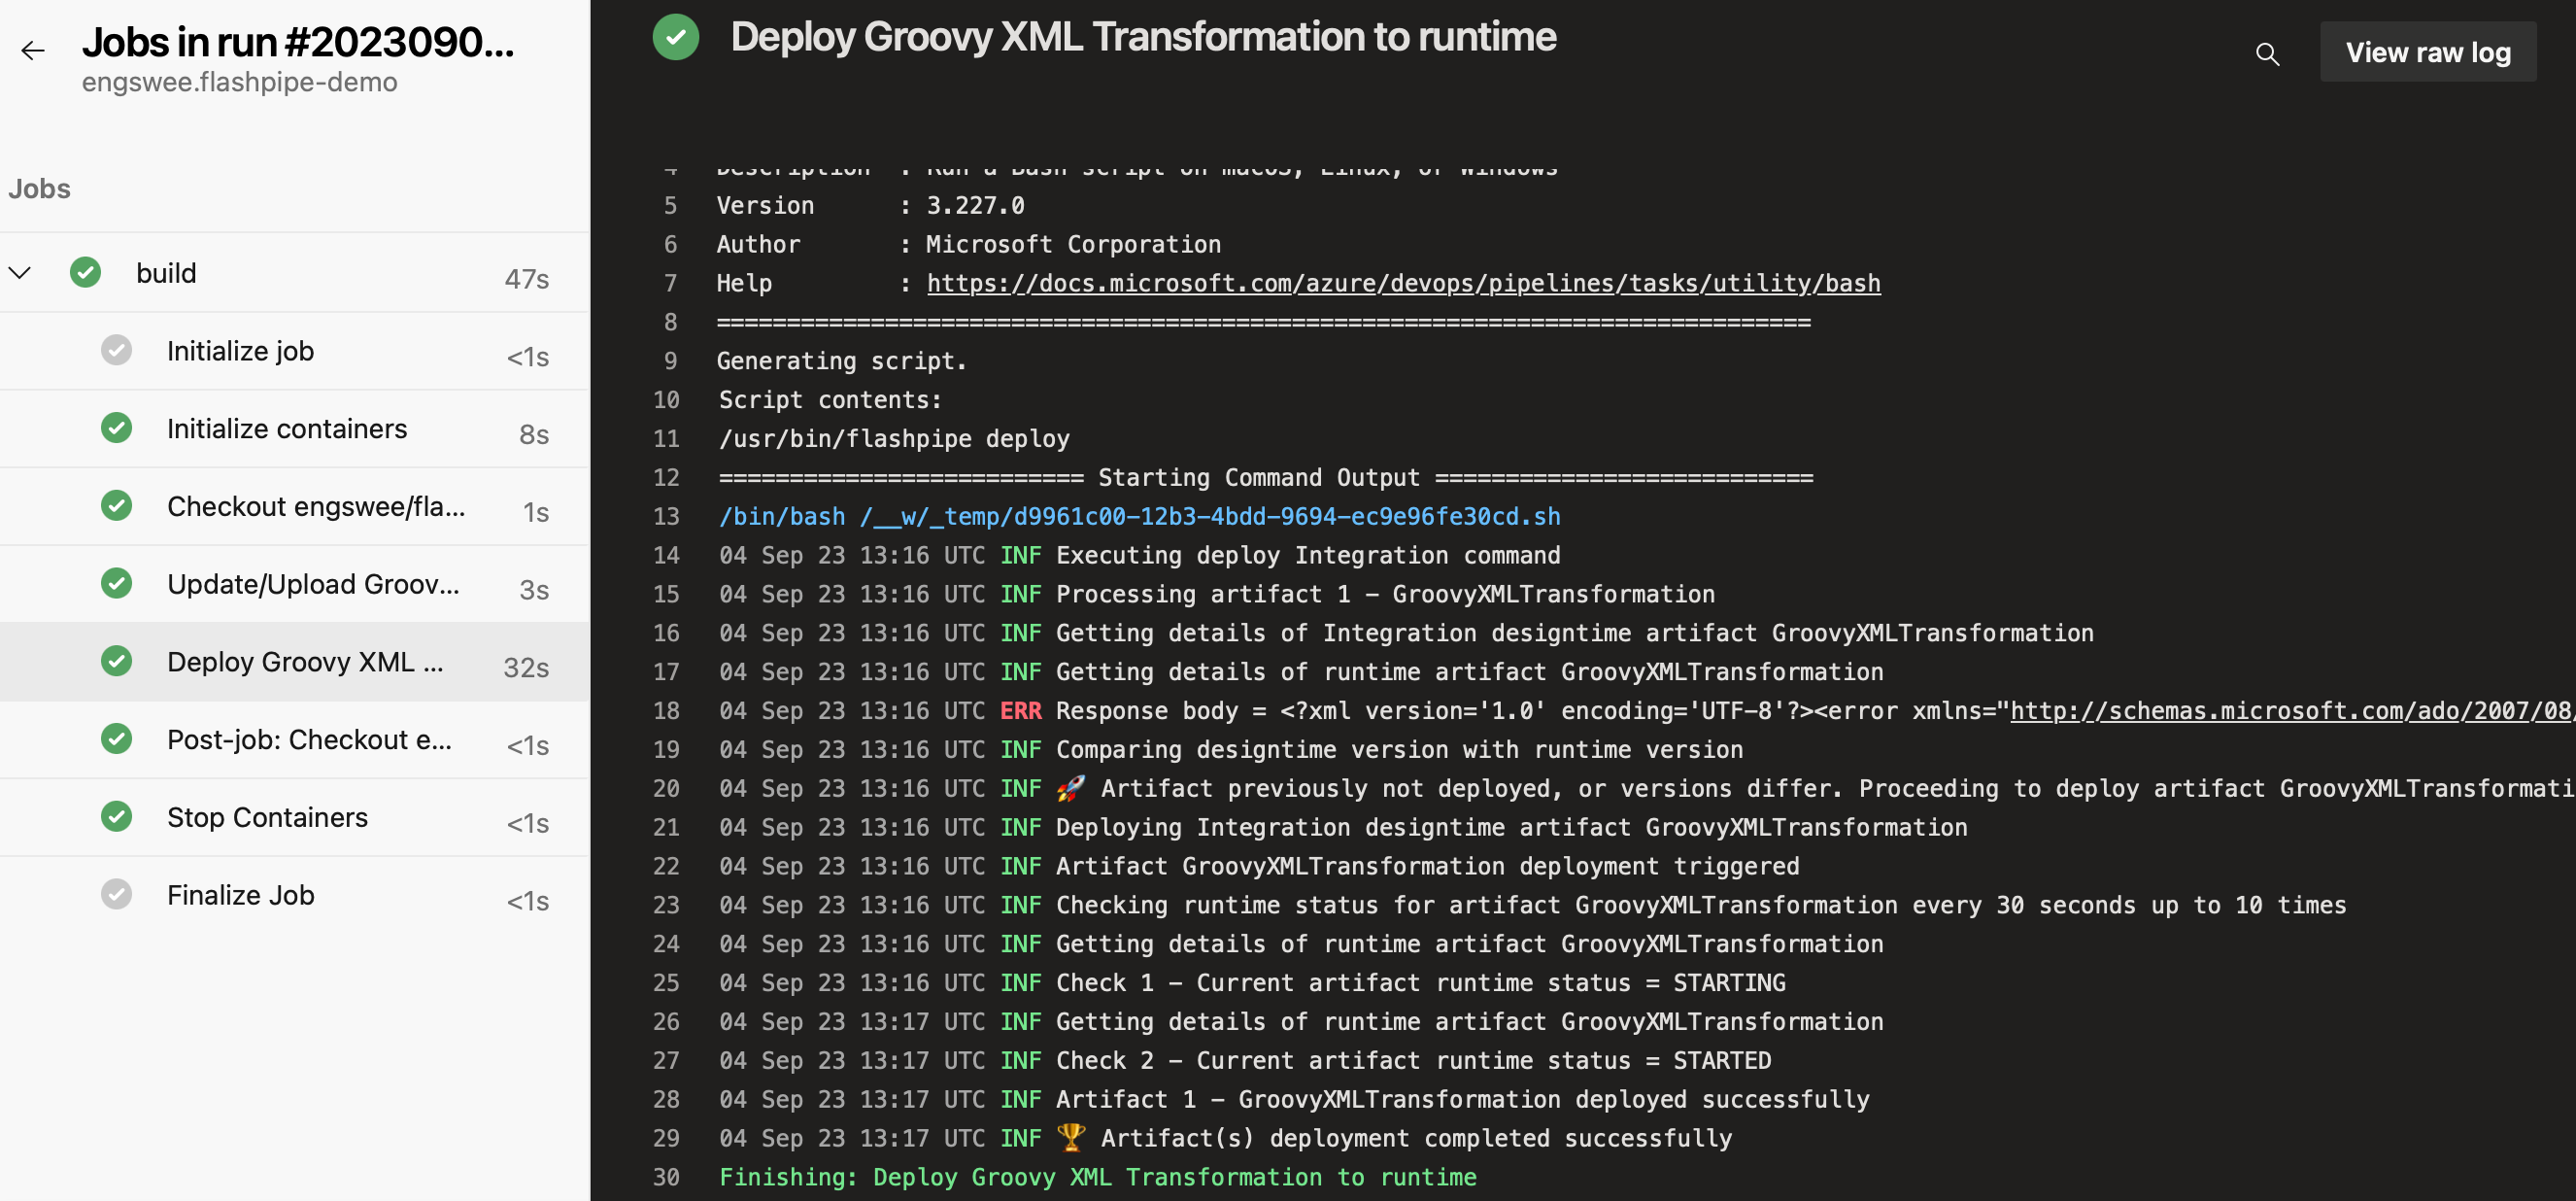 Jobs in run #2023090...
engswee.flashpipe-demo
Jobs
build 47s
Initialize job <1s
Initialize containers 8s
Checkout engswee/fla... 1s
Update/Upload Groov... 3s
Deploy Groovy XML ... 32s
Post-job: Checkout e... <1s
Stop Containers <1s
Finalize Job <1s
Deploy Groovy XML Transformation to runtime
View raw log
4 Description : Run a Bash script on macOS, Linux, or Windows
5 Version : 3.227.0
6 Author : Microsoft Corporation
7 Help : https://docs.microsoft.com/azure/devops/pipelines/tasks/utility/bash
8 ==============================================================================
9 Generating script.
10 Script contents:
11 /usr/bin/flashpipe deploy
12 ========================== Starting Command Output ===========================
13 /bin/bash /__w/_temp/d9961c00-12b3-4bdd-9694-ec9e96fe30cd.sh
14 04 Sep 23 13:16 UTC INF Executing deploy Integration command
15 04 Sep 23 13:16 UTC INF Processing artifact 1 - GroovyXMLTransformation
16 04 Sep 23 13:16 UTC INF Getting details of Integration designtime artifact GroovyXMLTransformation
17 04 Sep 23 13:16 UTC INF Getting details of runtime artifact GroovyXMLTransformation
18 04 Sep 23 13:16 UTC ERR Response body = <?xml version='1.0' encoding='UTF-8'?><error xmlns="http://schemas.microsoft.com/ado/2007/08/
19 04 Sep 23 13:16 UTC INF Comparing designtime version with runtime version
20 04 Sep 23 13:16 UTC INF 🚀 Artifact previously not deployed, or versions differ. Proceeding to deploy artifact GroovyXMLTransformati
21 04 Sep 23 13:16 UTC INF Deploying Integration designtime artifact GroovyXMLTransformation
22 04 Sep 23 13:16 UTC INF Artifact GroovyXMLTransformation deployment triggered
23 04 Sep 23 13:16 UTC INF Checking runtime status for artifact GroovyXMLTransformation every 30 seconds up to 10 times
24 04 Sep 23 13:16 UTC INF Getting details of runtime artifact GroovyXMLTransformation
25 04 Sep 23 13:16 UTC INF Check 1 - Current artifact runtime status = STARTING
26 04 Sep 23 13:17 UTC INF Getting details of runtime artifact GroovyXMLTransformation
27 04 Sep 23 13:17 UTC INF Check 2 - Current artifact runtime status = STARTED
28 04 Sep 23 13:17 UTC INF Artifact 1 - GroovyXMLTransformation deployed successfully
29 04 Sep 23 13:17 UTC INF 🏆 Artifact(s) deployment completed successfully
30 Finishing: Deploy Groovy XML Transformation to runtime